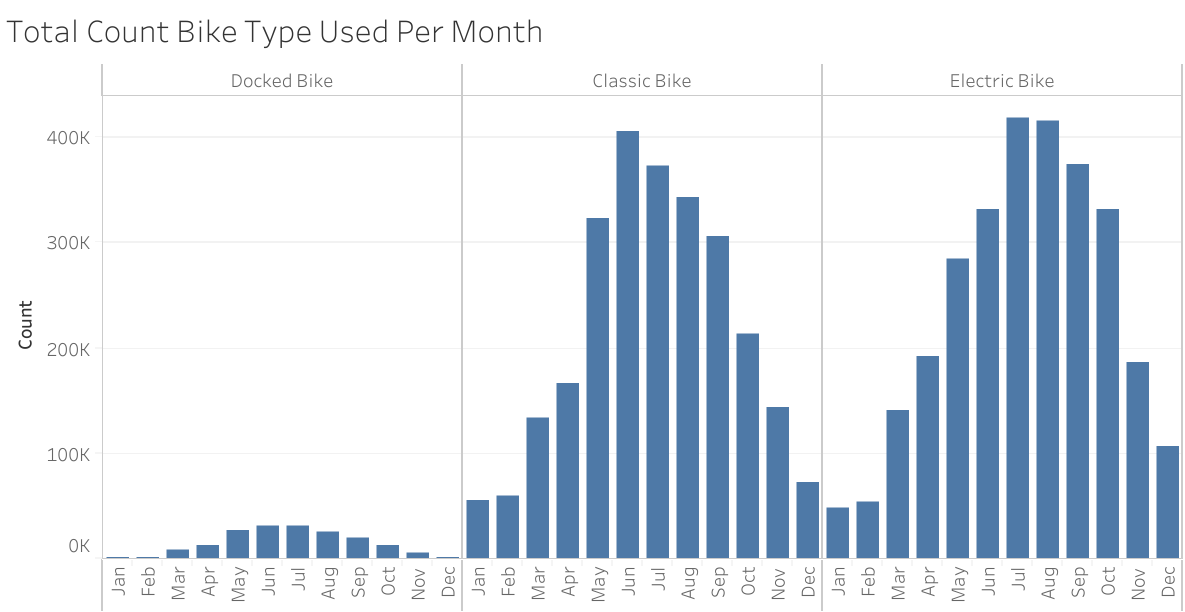 Total Count Bike Type Used Per Month
Docked Bike Classic Bike Electric Bike
400K
300K
200K
100K
0K
Count
Jan Feb Mar Apr May Jun Jul Aug Sep Oct Nov Dec Jan Feb Mar Apr May Jun Jul Aug Sep Oct Nov Dec Jan Feb Mar Apr May Jun Jul Aug Sep Oct Nov Dec